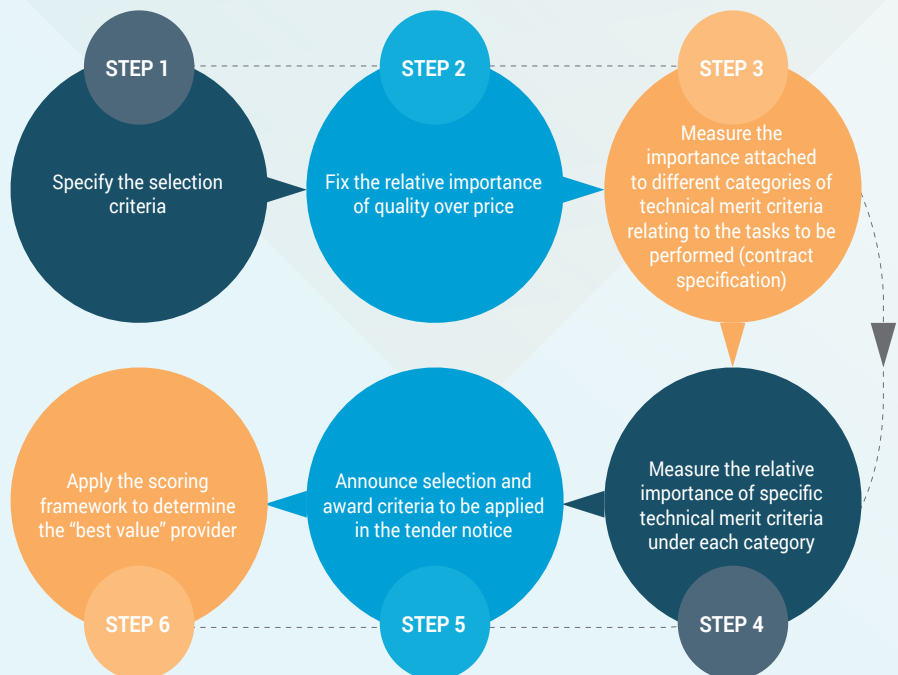 STEP 1
Specify the selection
criteria
STEP 2
Fix the relative importance
of quality over price
STEP 3
Measure the
importance attached
to different categories of
technical merit criteria
relating to the tasks to be
performed (contract
specification)
Measure the relative
importance of specific
technical merit criteria
under each category
STEP 4
Announce selection and
award criteria to be applied
in the tender notice
STEP 5
Apply the scoring
framework to determine
the “best value” provider
STEP 6